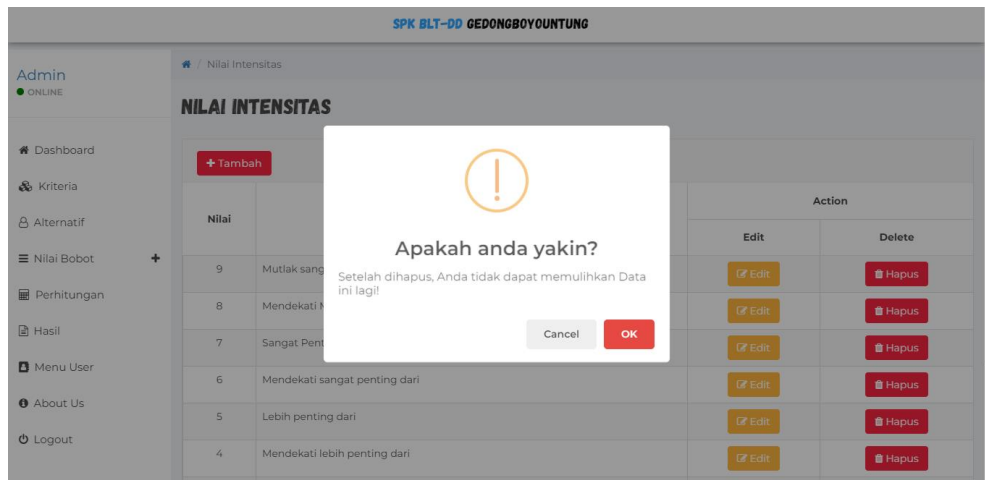 SPK BLT-DD GEDONGBOYOUNTUNG
Admin
ONLINE
Dashboard
Kriteria
Alternatif
Nilai Bobot +
Perhitungan
Hasil
Menu User
About Us
Logout
/ Nilai Intensitas
NILAI INTENSITAS
+ Tambah
Nilai
Action
Edit
Delete
9 Mutlak sang Edit Hapus
8 Mendekati Edit Hapus
7 Sangat Pent Edit Hapus
6 Mendekati sangat penting dari Edit Hapus
5 Lebih penting dari Edit Hapus
4 Mendekati lebih penting dari Edit Hapus
Apakah anda yakin?
Setelah dihapus, Anda tidak dapat memulihkan Data
ini lagi!
Cancel OK